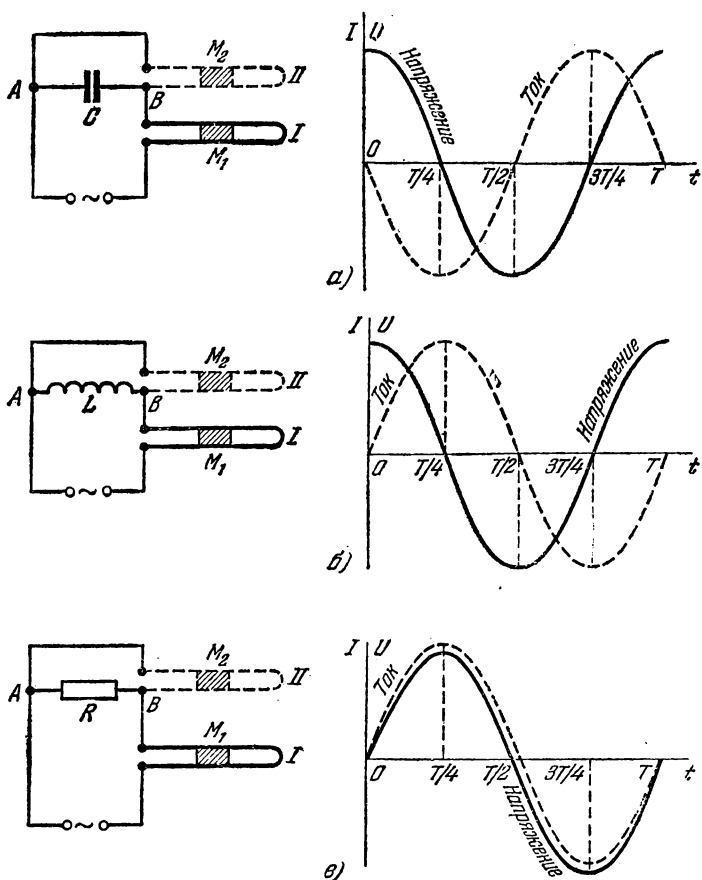 M₂
A
C
B
II
I
M₁
~
I U
Напряжение
Ток
0
T/4
T/2
3T/4
T
t
а)
M₂
A
L
B
II
I
M₁
~
I U
Ток
Напряжение
0
T/4
T/2
3T/4
T
t
б)
M₂
A
R
B
II
M₁
I
~
I U
Ток
0
T/4
T/2
3T/4
T
t
Напряжение
в)